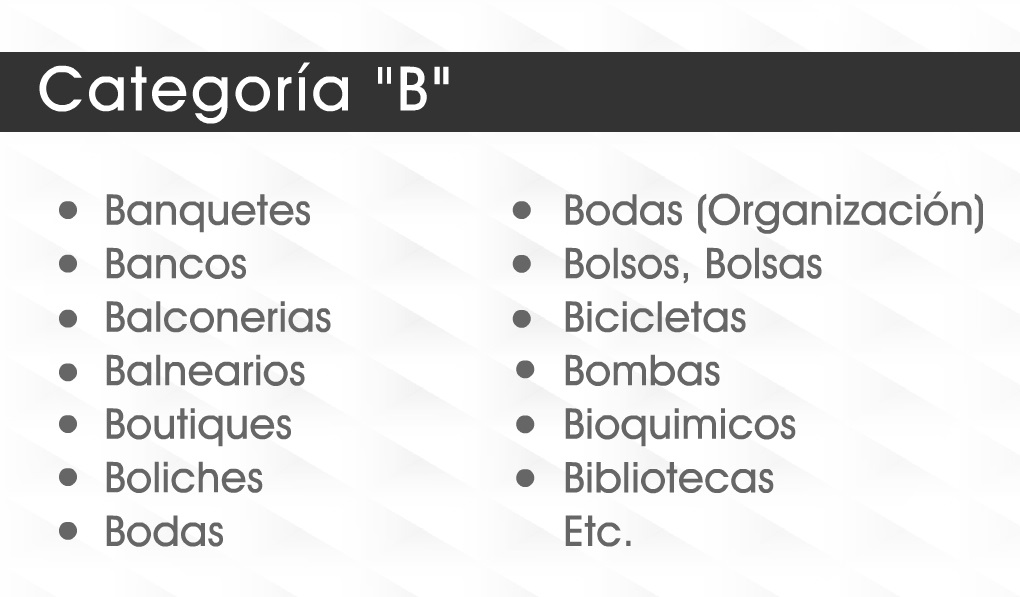 Categoría "B"
• Banquetes
• Bancos
• Balconerias
• Balnearios
• Boutiques
• Boliches
• Bodas
• Bodas (Organización)
• Bolsos, Bolsas
• Bicicletas
• Bombas
• Bioquimicos
• Bibliotecas
Etc.